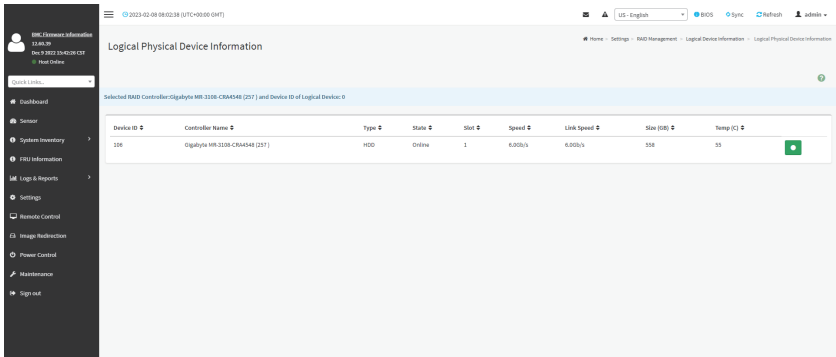 2023-02-08 08:02:38 (UTC+00:00 GMT)
US - English
BIOS
Sync
Refresh
admin
BMC Firmware Information
12.60.39
Dec 9 2022 15:42:26 CST
Host Online
Quick Links...
Dashboard
Sensor
System Inventory
FRU Information
Logs & Reports
Settings
Remote Control
Image Redirection
Power Control
Maintenance
Sign out
Logical Physical Device Information
Home > Settings > RAID Management > Logical Device Information > Logical Physical Device Information
Selected RAID Controller:Gigabyte MR-3108-CRA4548 (257 ) and Device ID of Logical Device: 0
Device ID Controller Name Type State Slot Speed Link Speed Size (GB) Temp (C)
196 Gigabyte MR-3108-CRA4548 (257 ) HDD Online 1 6.0Gb/s 6.0Gb/s 558 55